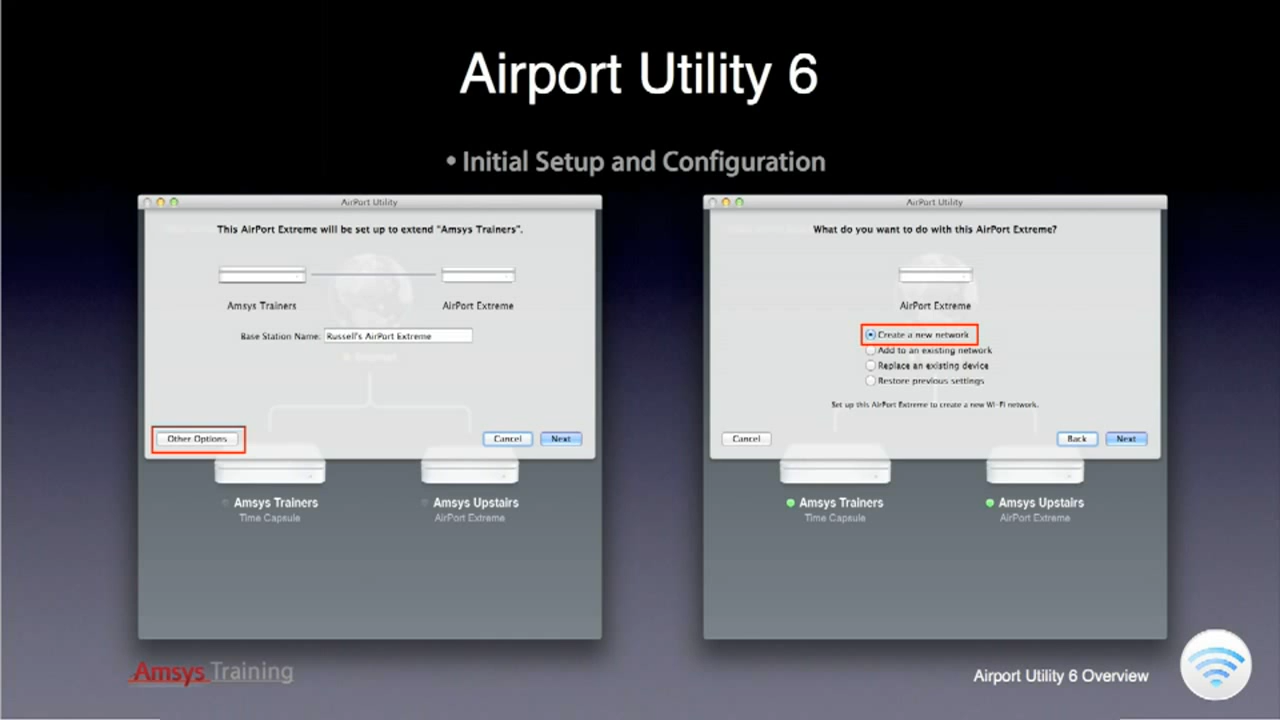 Airport Utility 6
• Initial Setup and Configuration
AirPort Utility
This AirPort Extreme will be set up to extend "Amsys Trainers".
Amsys Trainers
AirPort Extreme
Base Station Name: Russell's AirPort Extreme
Other Options
Cancel
Next
Amsys Trainers
Time Capsule
Amsys Upstairs
AirPort Extreme
AirPort Utility
What do you want to do with this AirPort Extreme?
AirPort Extreme
Create a new network
Add to an existing network
Replace an existing device
Restore previous settings
Set up this AirPort Extreme to create a new Wi-Fi network.
Cancel
Back
Next
Amsys Trainers
Time Capsule
Amsys Upstairs
AirPort Extreme
Amsys Training
Airport Utility 6 Overview